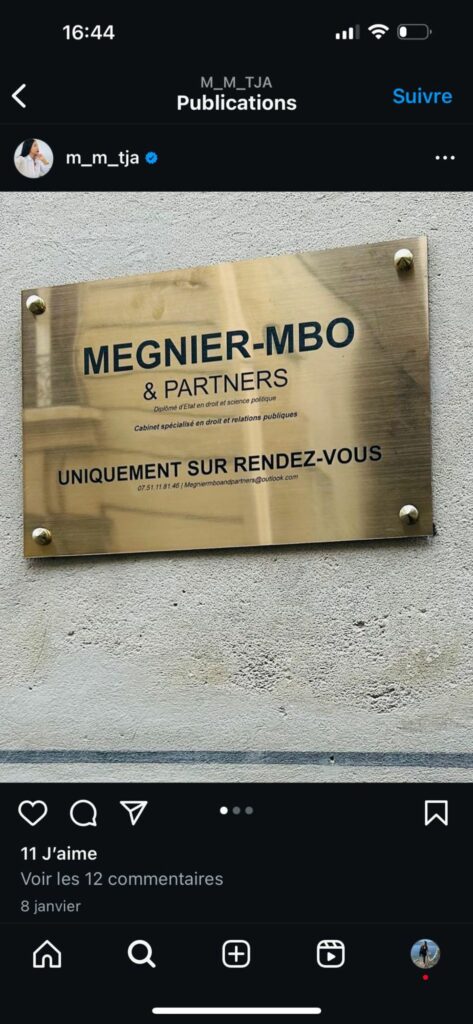 16:44
M_M_TJA
Publications
Suivre
m_m_tja
MEGNIER-MBO
& PARTNERS
Diplômé d'Etat en droit et science politique
Cabinet spécialisé en droit et relations publiques
UNIQUEMENT SUR RENDEZ-VOUS
07.51.11.81.46 | Megniermboandpartners@outlook.com
11 J'aime
Voir les 12 commentaires
8 janvier